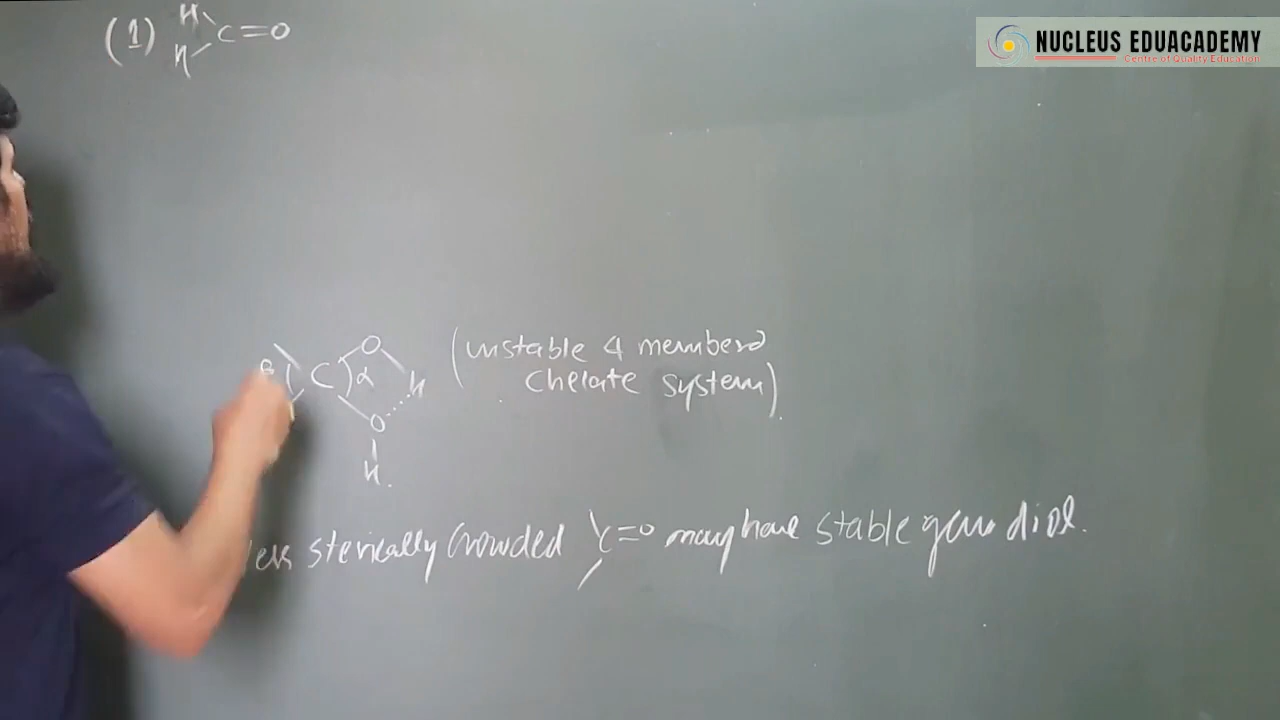 NUCLEUS EDUACADEMY
Centre of Quality Education
(1) H C=O
H
C O H
α
O
H
(unstable 4 membered
chelate system)
less sterically crowded C=O may have stable gem diol.